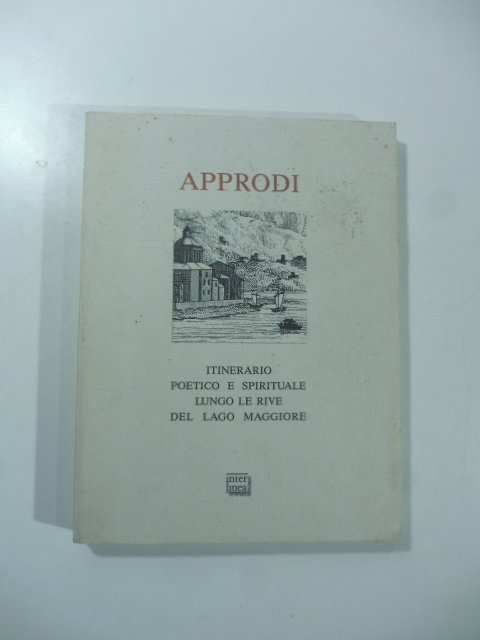 APPRODI
ITINERARIO
POETICO E SPIRITUALE
LUNGO LE RIVE
DEL LAGO MAGGIORE
inter
linea